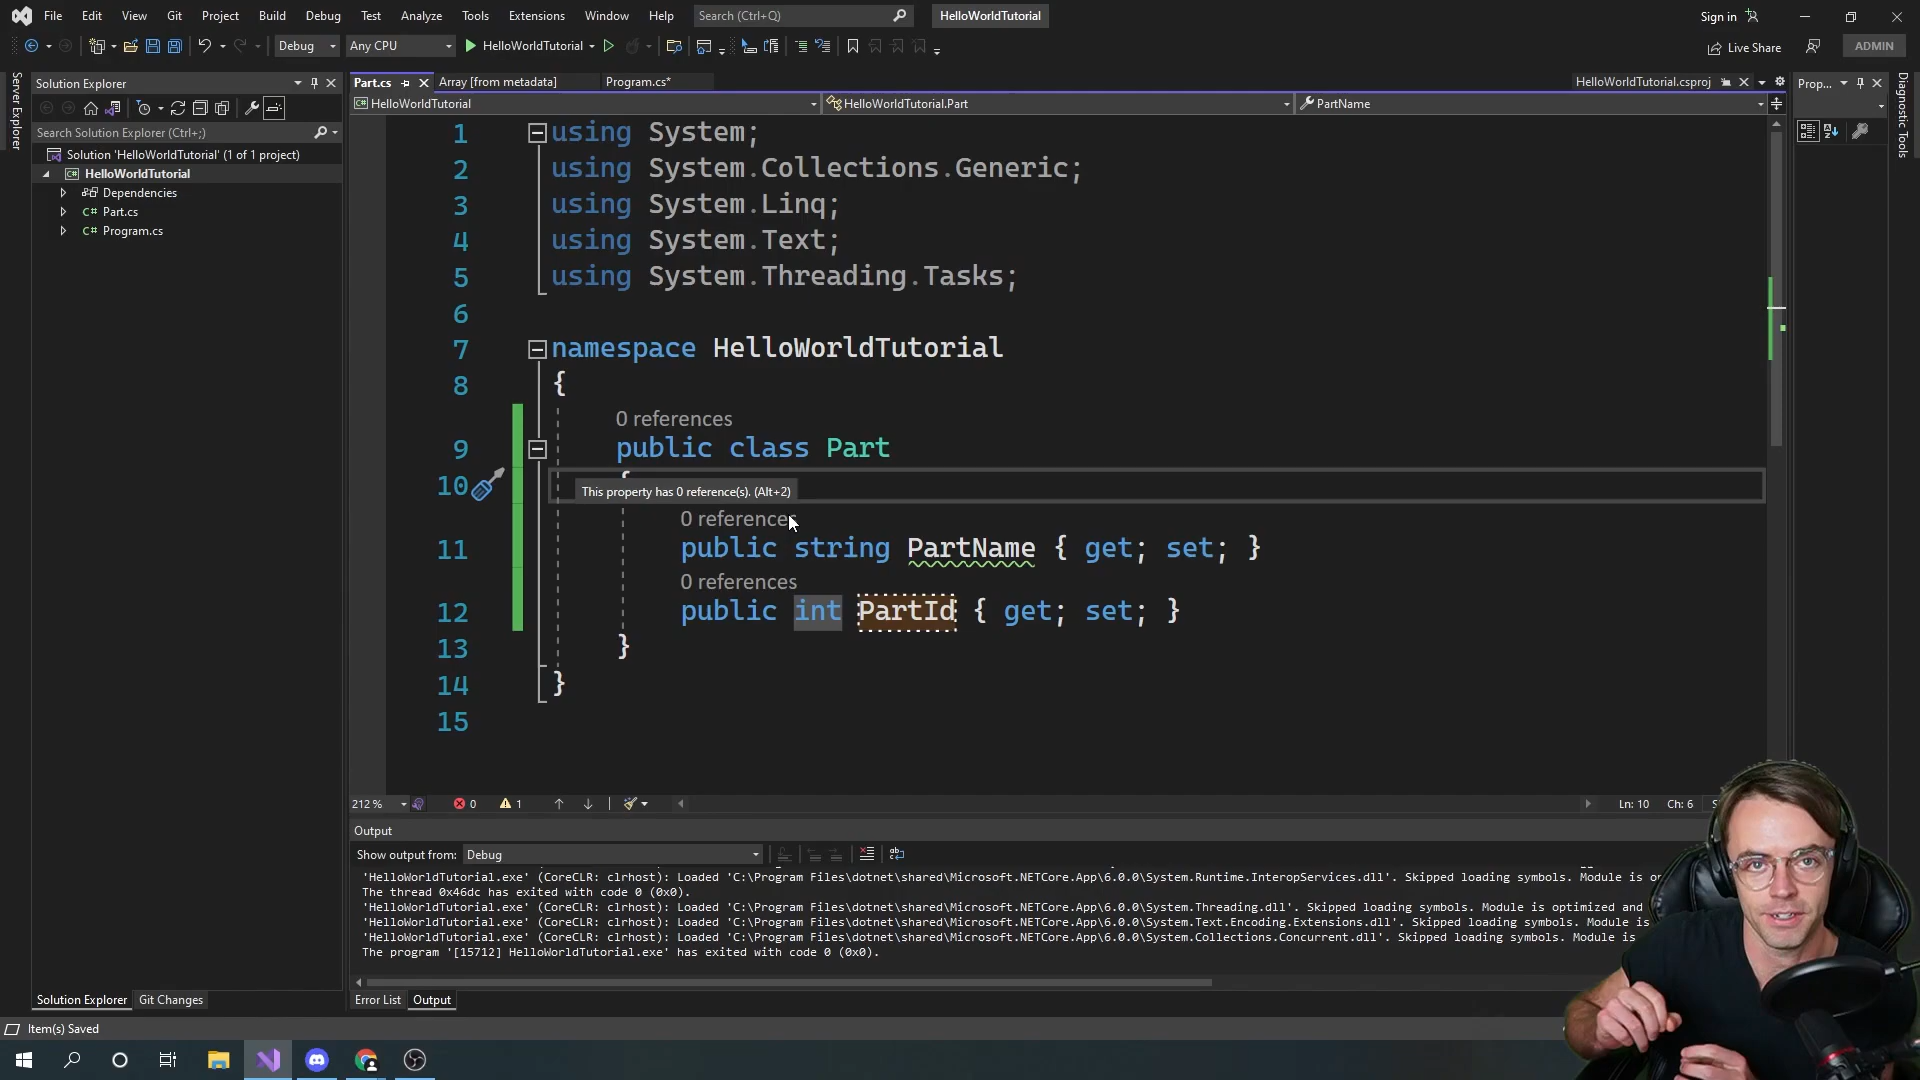 File Edit View Git Project Build Debug Test Analyze Tools Extensions Window Help Search (Ctrl+Q) HelloWorldTutorial Sign in
Debug Any CPU HelloWorldTutorial Live Share ADMIN
Server Explorer
Solution Explorer
Search Solution Explorer (Ctrl+;)
Solution 'HelloWorldTutorial' (1 of 1 project)
HelloWorldTutorial
Dependencies
C# Part.cs
C# Program.cs
Part.cs Array [from metadata] Program.cs* HelloWorldTutorial.csproj
HelloWorldTutorial HelloWorldTutorial.Part PartName
1 using System;
2 using System.Collections.Generic;
3 using System.Linq;
4 using System.Text;
5 using System.Threading.Tasks;
6
7 namespace HelloWorldTutorial
8 {
0 references
9 public class Part
10 {
This property has 0 reference(s). (Alt+2)
0 references
11 public string PartName { get; set; }
0 references
12 public int PartId { get; set; }
13 }
14 }
15
Prop...
Diagnostic Tools
212 % 0 1 Ln: 10 Ch: 6
Output
Show output from: Debug
'HelloWorldTutorial.exe' (CoreCLR: clrhost): Loaded 'C:\Program Files\dotnet\shared\Microsoft.NETCore.App\6.0.0\System.Runtime.InteropServices.dll'. Skipped loading symbols. Module is
The thread 0x46dc has exited with code 0 (0x0).
'HelloWorldTutorial.exe' (CoreCLR: clrhost): Loaded 'C:\Program Files\dotnet\shared\Microsoft.NETCore.App\6.0.0\System.Threading.dll'. Skipped loading symbols. Module is optimized and
'HelloWorldTutorial.exe' (CoreCLR: clrhost): Loaded 'C:\Program Files\dotnet\shared\Microsoft.NETCore.App\6.0.0\System.Text.Encoding.Extensions.dll'. Skipped loading symbols. Module is
'HelloWorldTutorial.exe' (CoreCLR: clrhost): Loaded 'C:\Program Files\dotnet\shared\Microsoft.NETCore.App\6.0.0\System.Collections.Concurrent.dll'. Skipped loading symbols. Module is
The program '[15712] HelloWorldTutorial.exe' has exited with code 0 (0x0).
Solution Explorer Git Changes
Error List Output
Item(s) Saved